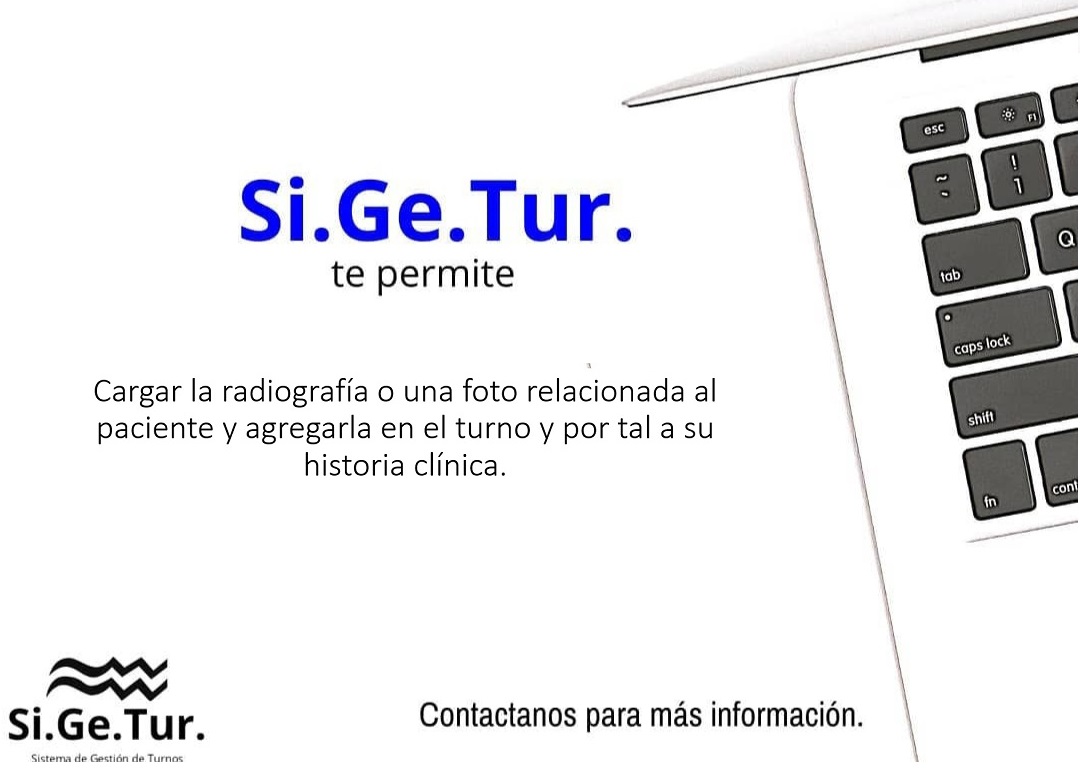 Si.Ge.Tur.
te permite
Cargar la radiografía o una foto relacionada al
paciente y agregarla en el turno y por tal a su
historia clínica.
esc
F1
~
!
1
tab
Q
caps lock
shift
fn
cont
Si.Ge.Tur.
Sistema de Gestión de Turnos
Contactanos para más información.